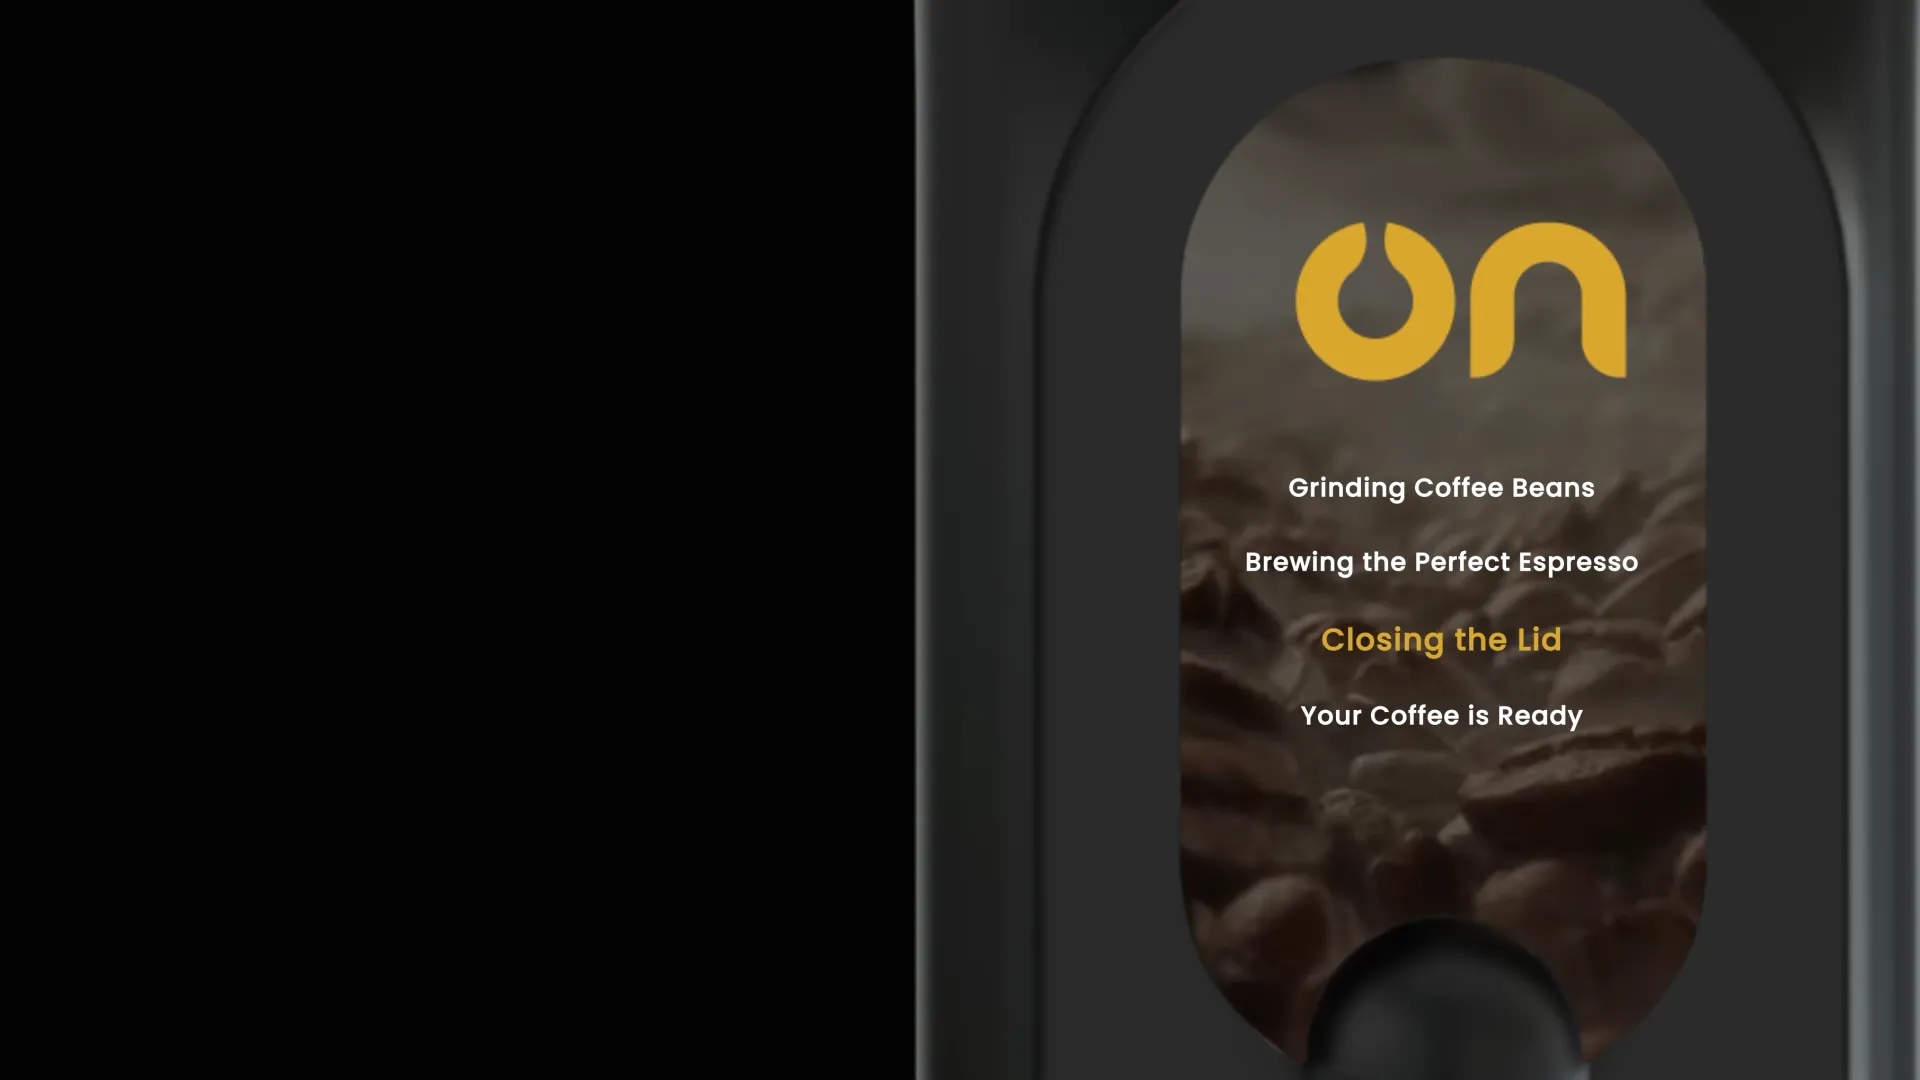 on
Grinding Coffee Beans
Brewing the Perfect Espresso
Closing the Lid
Your Coffee is Ready